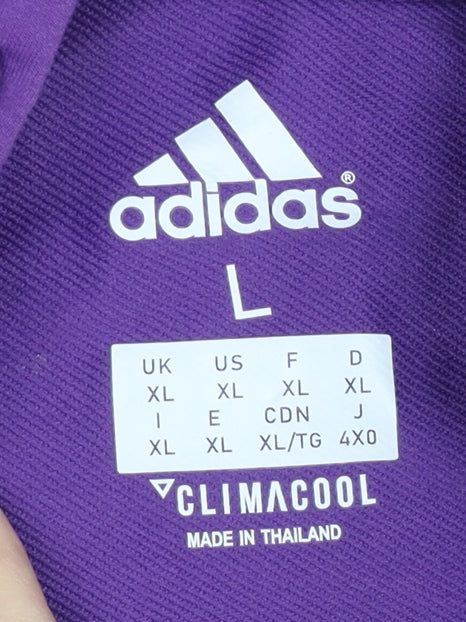 adidas®
L
UK US F D
XL XL XL XL
I E CDN J
XL XL XL/TG 4XO
CLIMACOOL
MADE IN THAILAND